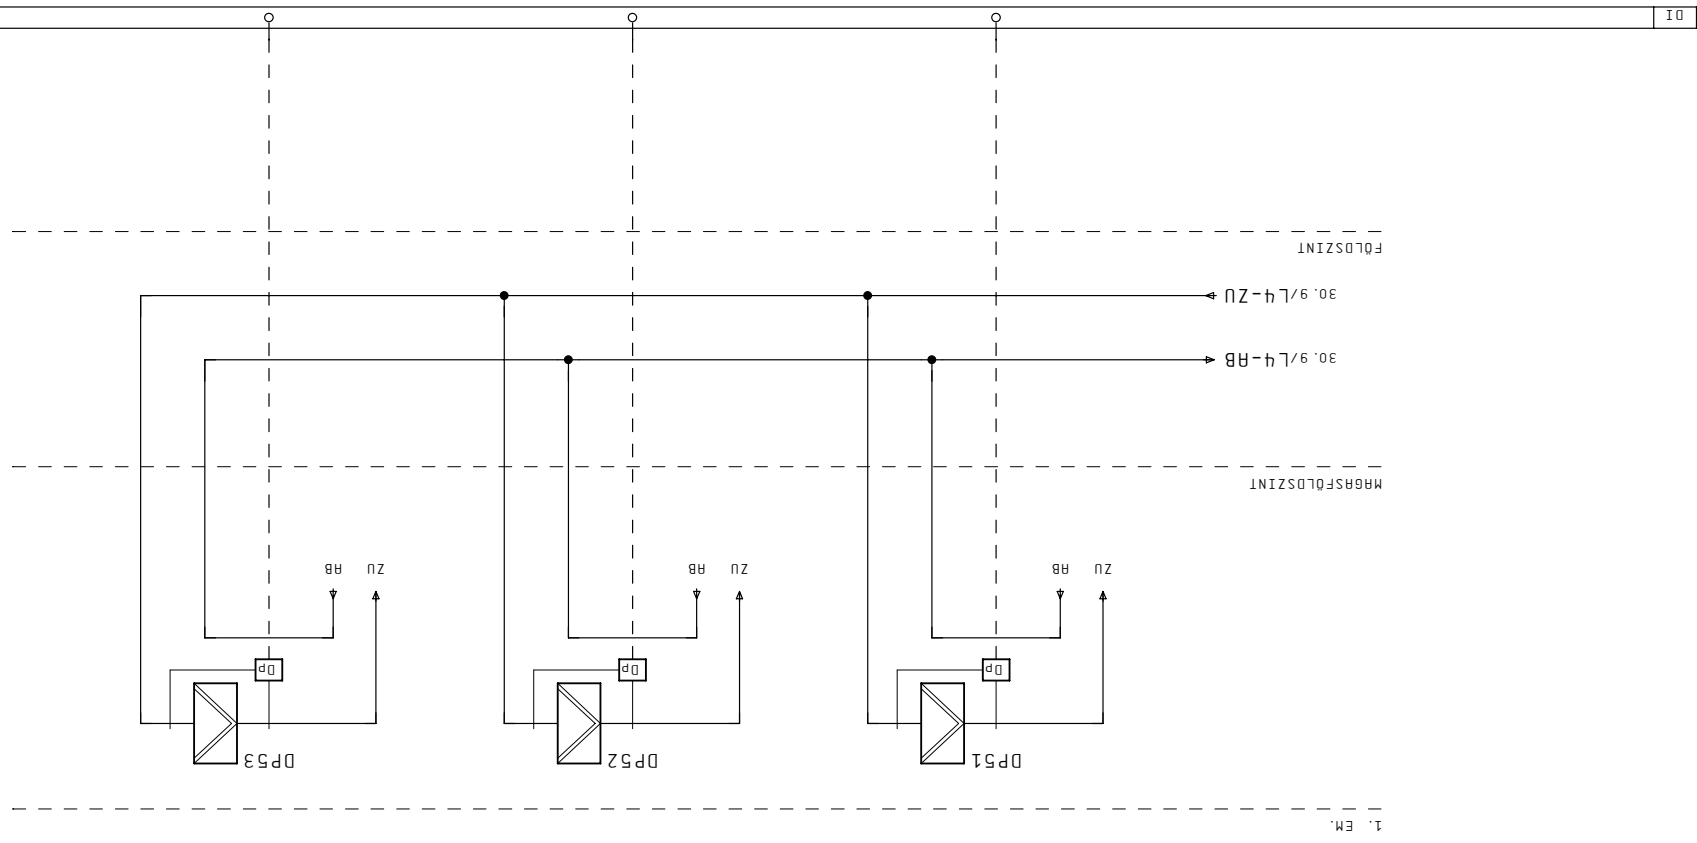 1. EM.
DP51 DP52 DP53
Dp Dp Dp
ZU AB ZU AB ZU AB
MAGASFÖLDSZINT
30.9/L4-AB
30.9/L4-ZU
FÖLDSZINT
DI